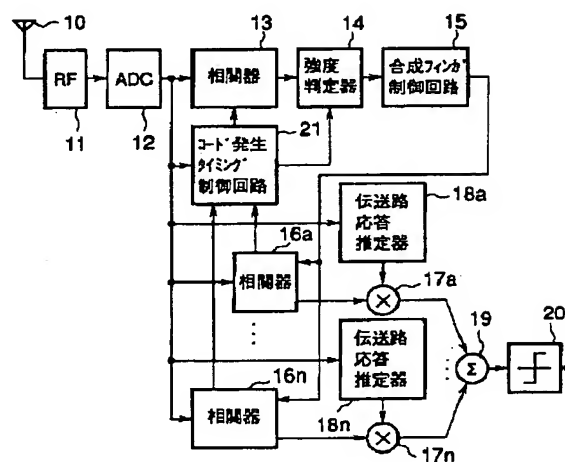 10
13
14
15
RF
ADC
相関器
強度
判定器
合成フィンガ
制御回路
11
12
21
コード発生
タイミング
制御回路
18a
伝送路
応答
推定器
16a
相関器
17a
伝送路
応答
推定器
19
Σ
20
16n
相関器
18n
17n